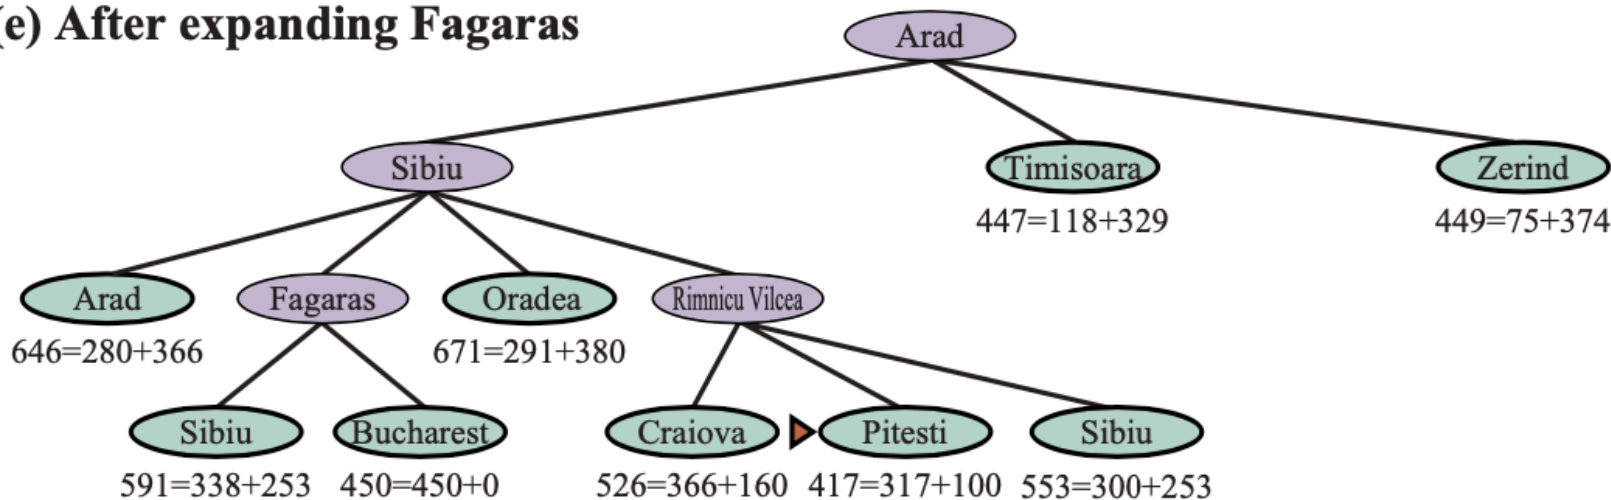 (e) After expanding Fagaras
Arad
Sibiu
Timisoara
Zerind
447=118+329
449=75+374
Arad
Fagaras
Oradea
Rimnicu Vilcea
646=280+366
671=291+380
Sibiu
Bucharest
Craiova
Pitesti
Sibiu
591=338+253
450=450+0
526=366+160
417=317+100
553=300+253